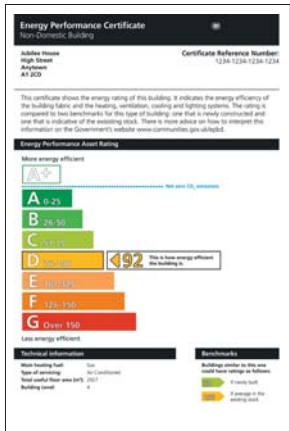 Energy Performance Certificate
Non-Domestic Building
Jubilee House
High Street
Anytown
A1 2CD
Certificate Reference Number:
1234-1234-1234-1234
This certificate shows the energy rating of this building. It indicates the energy efficiency of
the building fabric and the heating, ventilation, cooling and lighting systems. The rating is
compared to two benchmarks for this type of building: one that is newly constructed and
one that is indicative of the existing stock. There is more advice on how to interpret this
information on the Government's website www.communities.gov.uk/epbd.
Energy Performance Asset Rating
More energy efficient
A+
Net zero CO2 emissions
A 0-25
B 26-50
C 51-75
D 76-100
92 This is how energy efficient
the building is.
E 101-125
F 126-150
G Over 150
Less energy efficient
Technical information
Main heating fuel: Gas
Type of servicing: Air Conditioned
Total useful floor area (m²): 2927
Building Level: 4
Benchmarks
Buildings similar to this one
could have ratings as follows:
If newly built
If average in the
existing stock